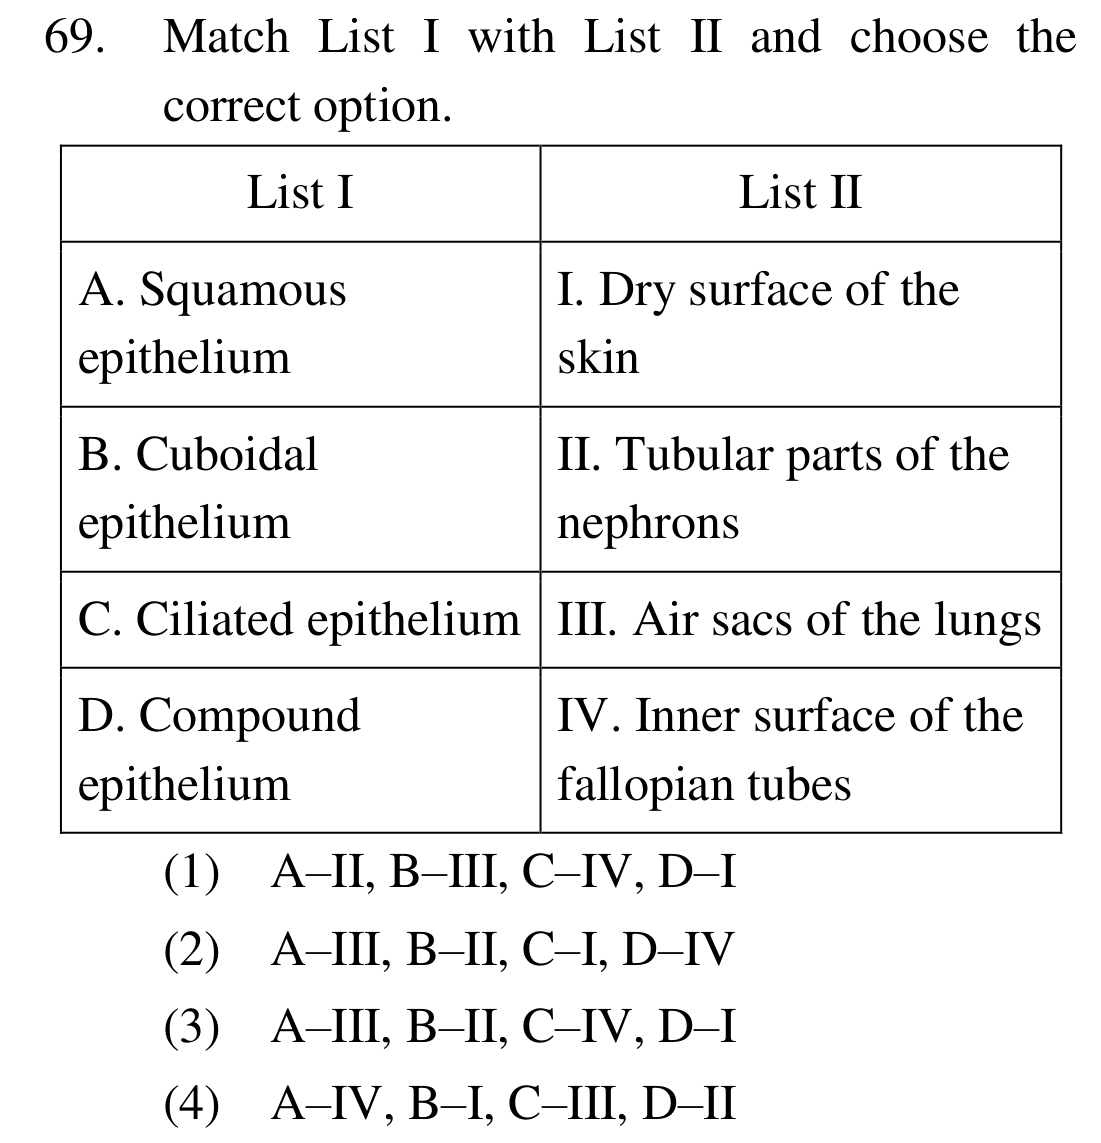 69. Match List I with List II and choose the
correct option.
List I List II
A. Squamous
epithelium
I. Dry surface of the
skin
B. Cuboidal
epithelium
II. Tubular parts of the
nephrons
C. Ciliated epithelium
III. Air sacs of the lungs
D. Compound
epithelium
IV. Inner surface of the
fallopian tubes
(1) A–II, B–III, C–IV, D–I
(2) A–III, B–II, C–I, D–IV
(3) A–III, B–II, C–IV, D–I
(4) A–IV, B–I, C–III, D–II